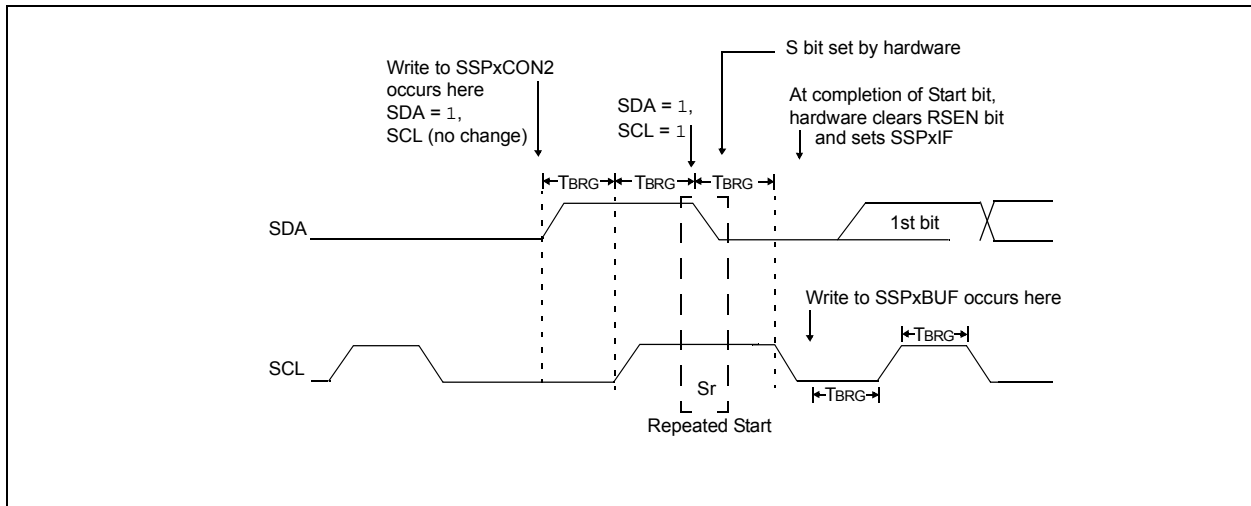 S bit set by hardware
Write to SSPxCON2
occurs here
SDA = 1,
SCL (no change)
SDA = 1,
SCL = 1
At completion of Start bit,
hardware clears RSEN bit
and sets SSPxIF
TBRG TBRG TBRG
SDA
1st bit
Write to SSPxBUF occurs here
TBRG
SCL
Sr
TBRG
Repeated Start